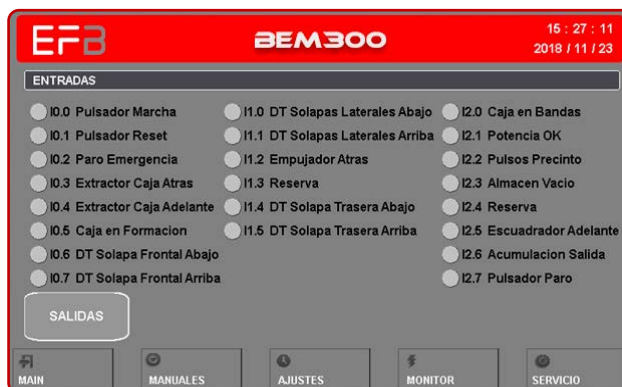 EFB
BEM300
15 : 27 : 11
2018 / 11 / 23
ENTRADAS
I0.0 Pulsador Marcha
I0.1 Pulsador Reset
I0.2 Paro Emergencia
I0.3 Extractor Caja Atras
I0.4 Extractor Caja Adelante
I0.5 Caja en Formacion
I0.6 DT Solapa Frontal Abajo
I0.7 DT Solapa Frontal Arriba
I1.0 DT Solapas Laterales Abajo
I1.1 DT Solapas Laterales Arriba
I1.2 Empujador Atras
I1.3 Reserva
I1.4 DT Solapa Trasera Abajo
I1.5 DT Solapa Trasera Arriba
I2.0 Caja en Bandas
I2.1 Potencia OK
I2.2 Pulsos Precinto
I2.3 Almacen Vacio
I2.4 Reserva
I2.5 Escuadrador Adelante
I2.6 Acumulacion Salida
I2.7 Pulsador Paro
SALIDAS
MAIN
MANUALES
AJUSTES
MONITOR
SERVICIO